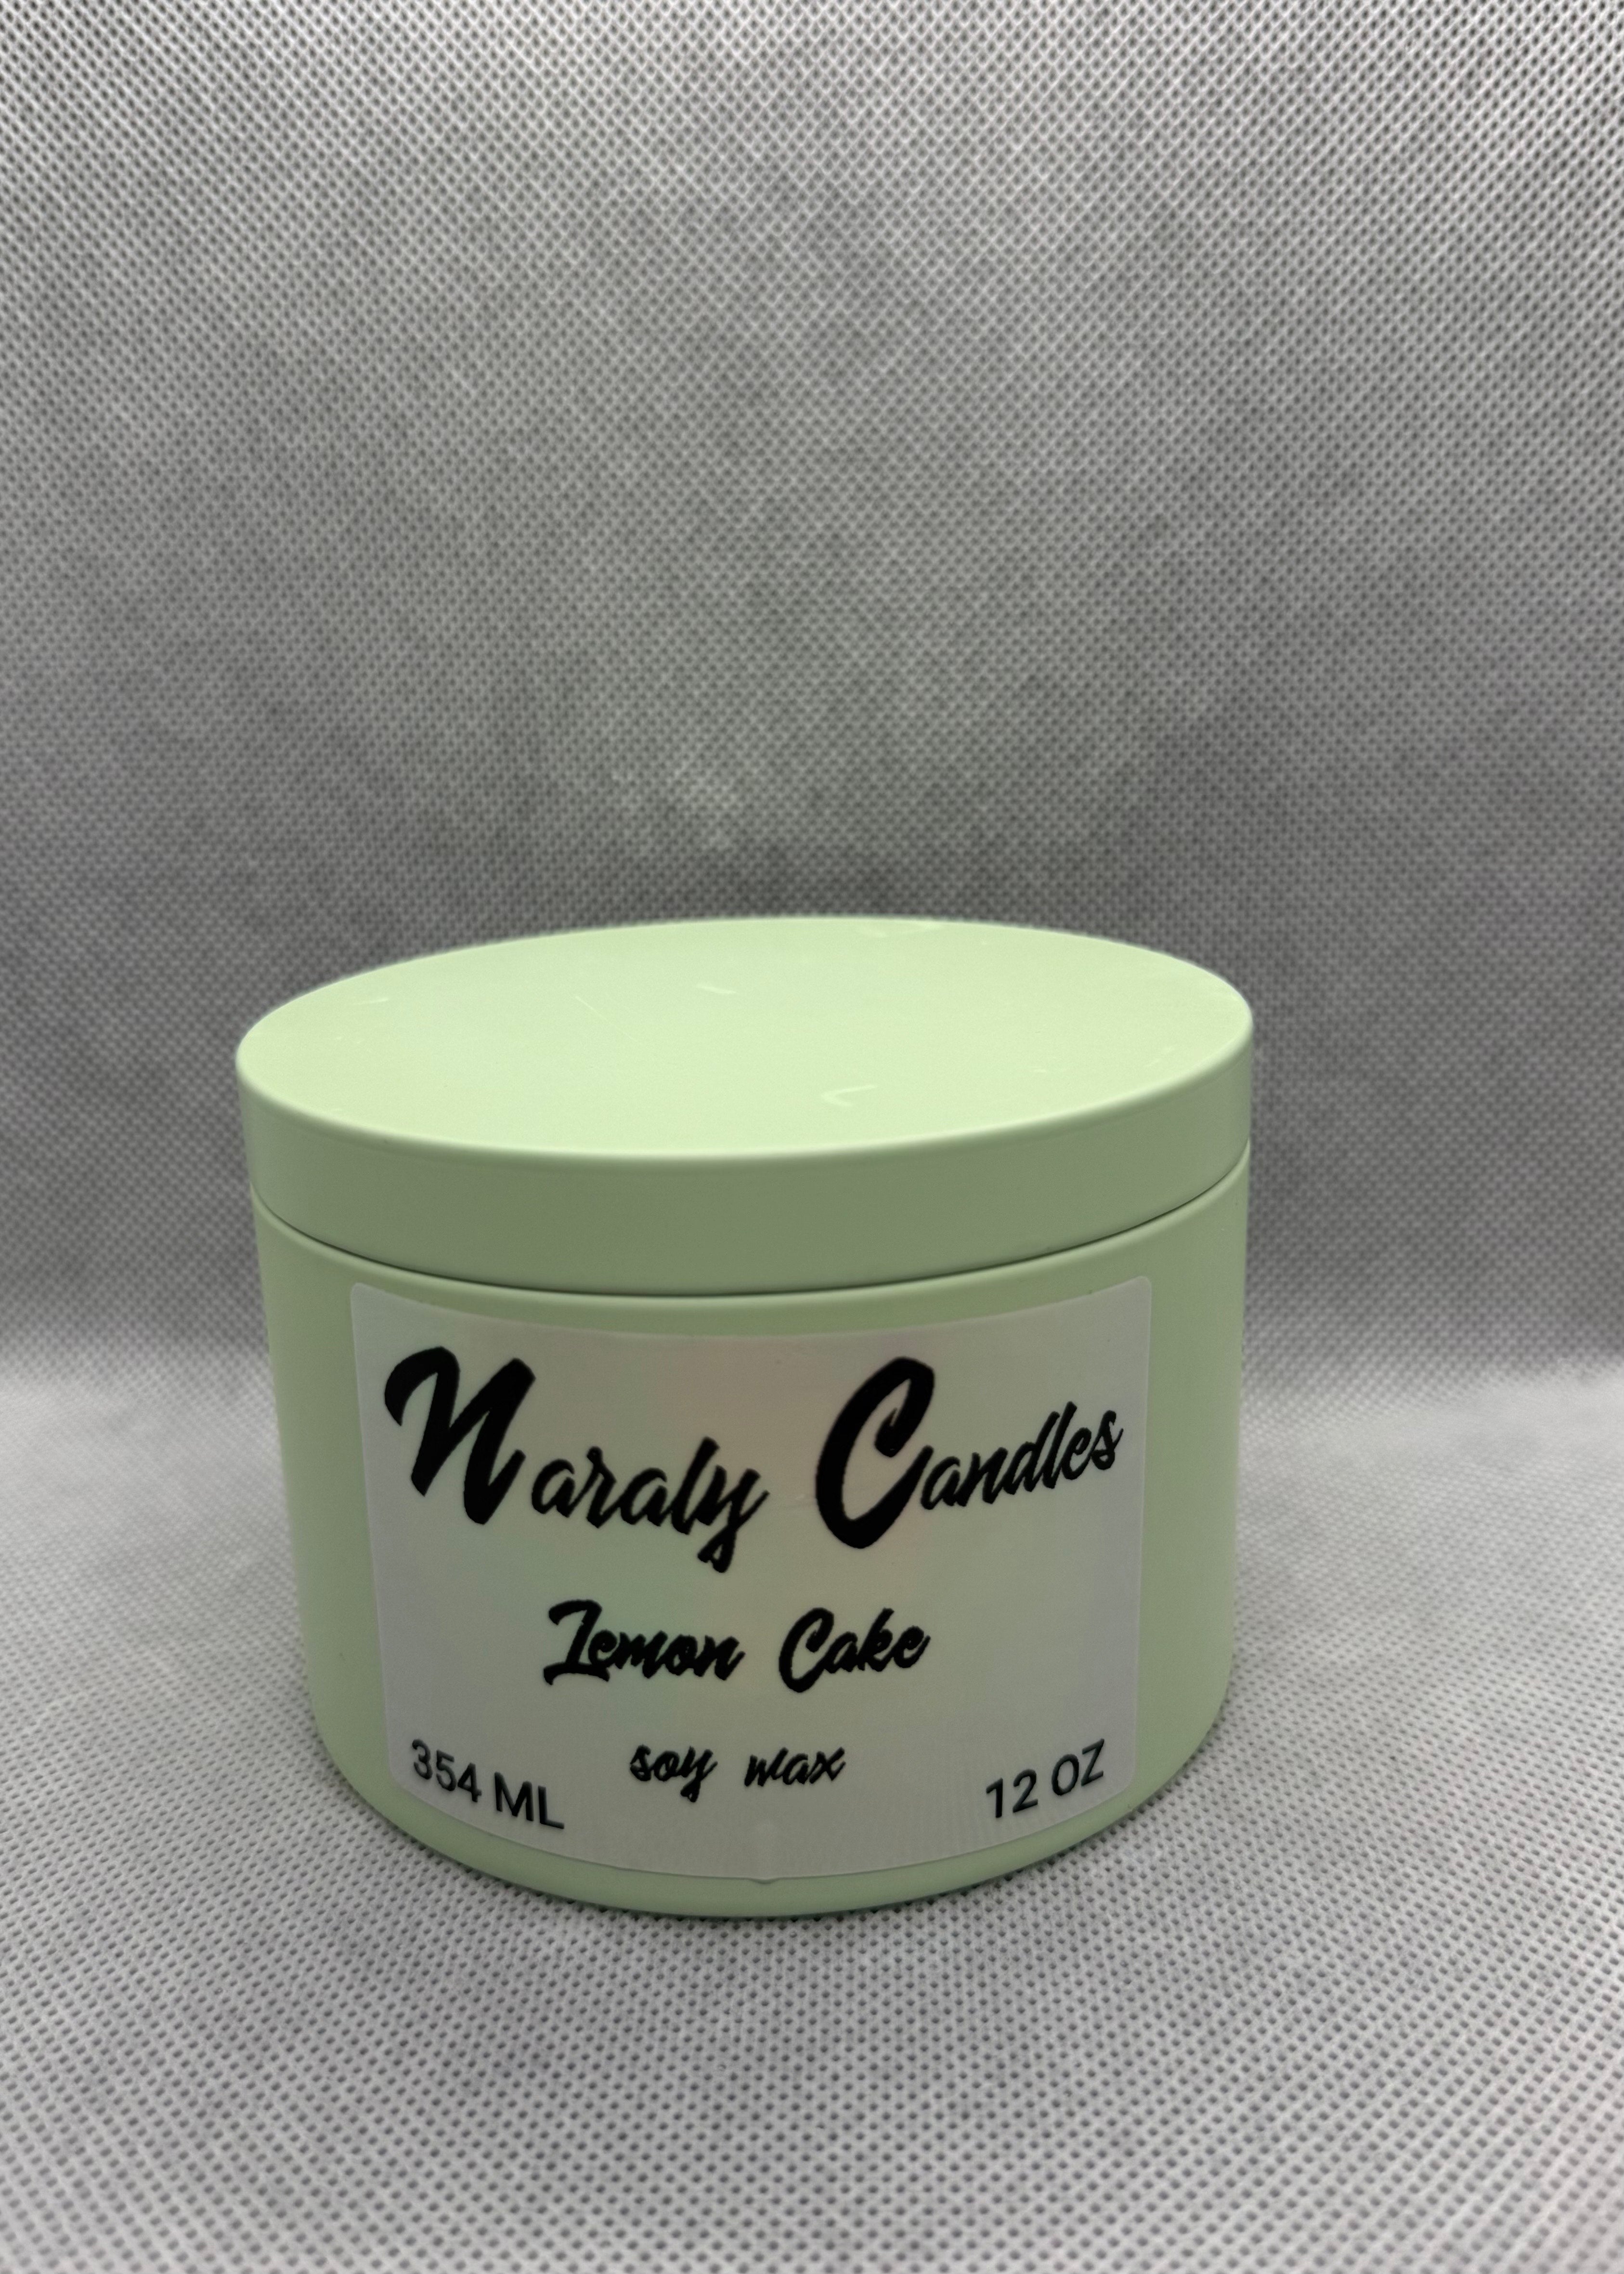 Naraly Candles
Lemon Cake
soy wax
354 ML
12 OZ